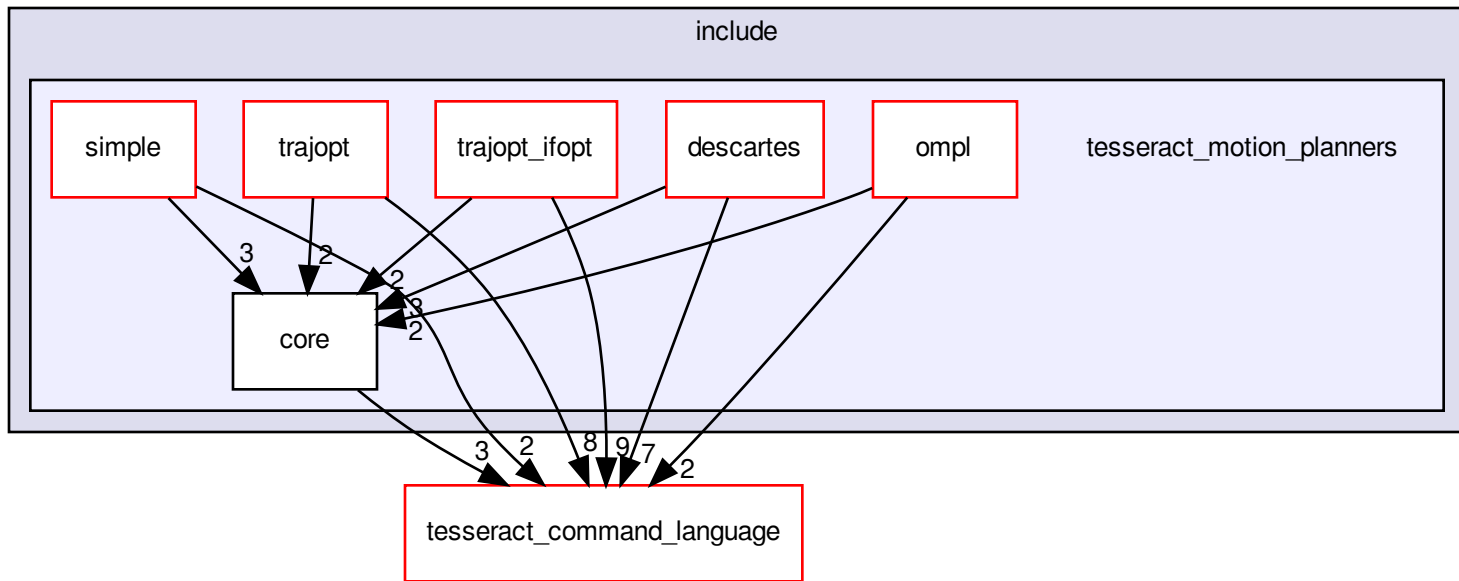 include
simple
trajopt
trajopt_ifopt
descartes
ompl
tesseract_motion_planners
3
2
2
3
2
core
3
2
8
9
7
2
tesseract_command_language